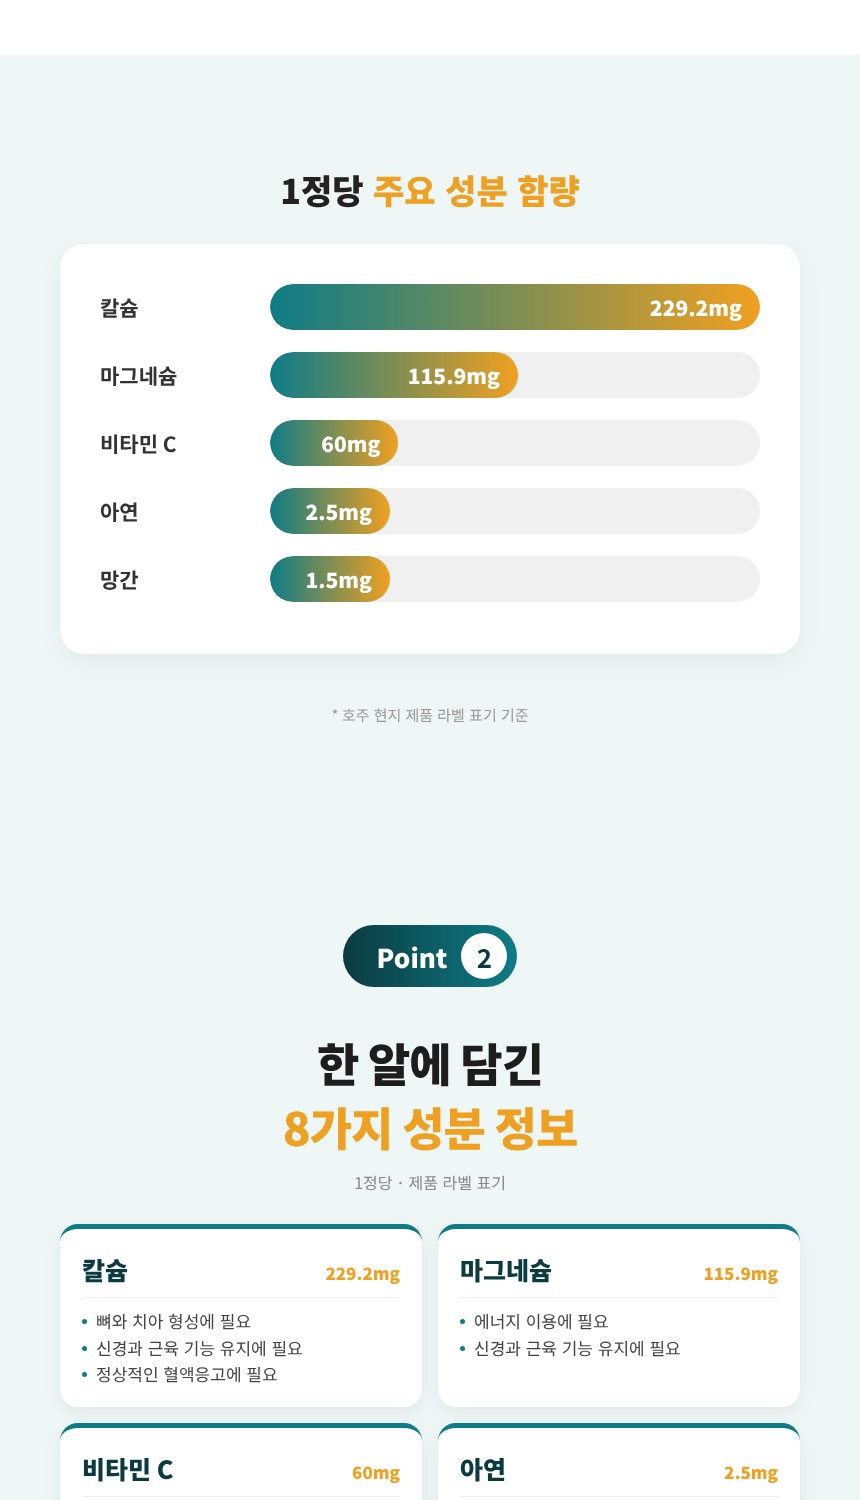 1정당 주요 성분 함량
칼슘 229.2mg
마그네슘 115.9mg
비타민 C 60mg
아연 2.5mg
망간 1.5mg
* 호주 현지 제품 라벨 표기 기준
Point 2
한 알에 담긴
8가지 성분 정보
1정당 · 제품 라벨 표기
칼슘 229.2mg
• 뼈와 치아 형성에 필요
• 신경과 근육 기능 유지에 필요
• 정상적인 혈액응고에 필요
마그네슘 115.9mg
• 에너지 이용에 필요
• 신경과 근육 기능 유지에 필요
비타민 C 60mg
아연 2.5mg